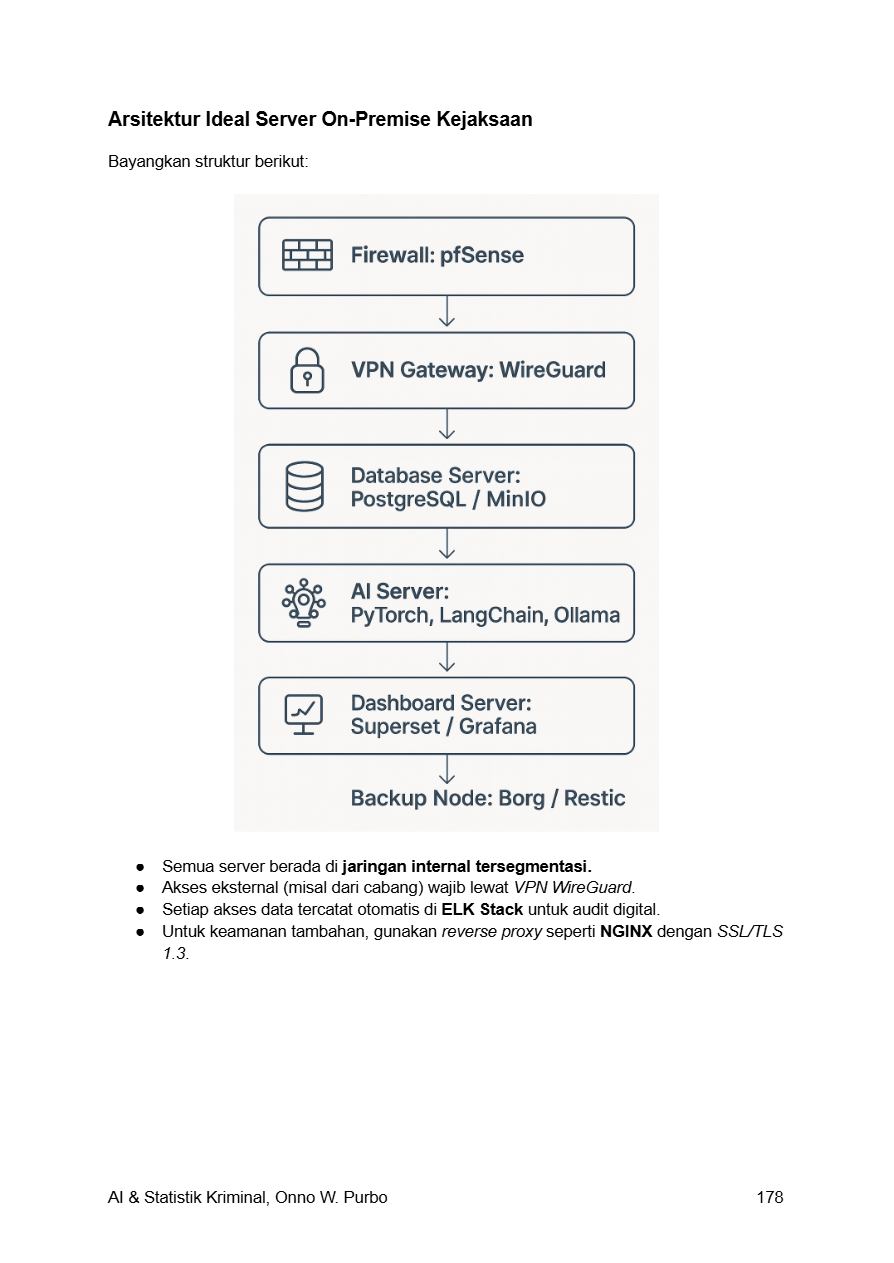 Arsitektur Ideal Server On-Premise Kejaksaan
Bayangkan struktur berikut:
Firewall: pfSense
VPN Gateway: WireGuard
Database Server:
PostgreSQL / MinIO
AI Server:
PyTorch, LangChain, Ollama
Dashboard Server:
Superset / Grafana
Backup Node: Borg / Restic
● Semua server berada di jaringan internal tersegmentasi.
● Akses eksternal (misal dari cabang) wajib lewat VPN WireGuard.
● Setiap akses data tercatat otomatis di ELK Stack untuk audit digital.
● Untuk keamanan tambahan, gunakan reverse proxy seperti NGINX dengan SSL/TLS
1.3.
AI & Statistik Kriminal, Onno W. Purbo 178